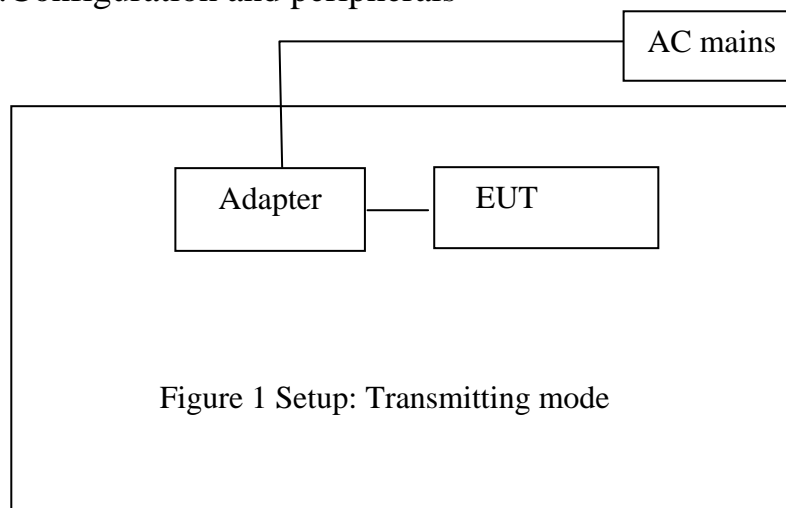 .Configuration and peripherals
AC mains
Adapter
EUT
Figure 1 Setup: Transmitting mode